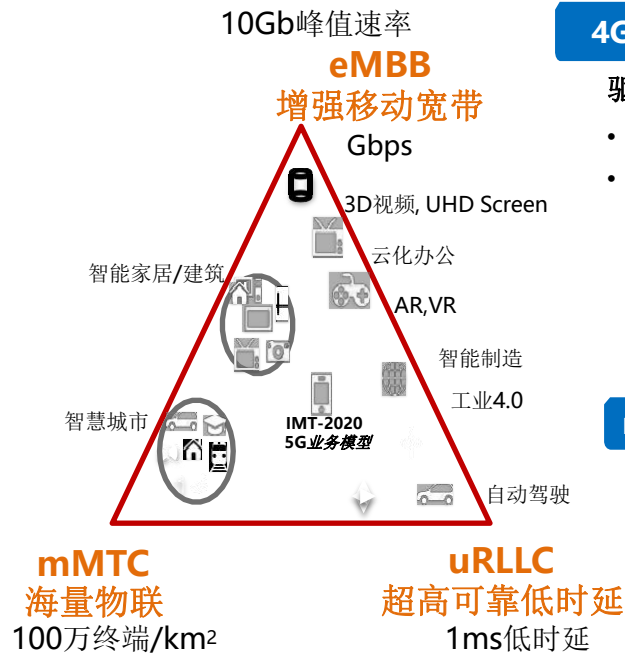 10Gb峰值速率
eMBB
增强移动宽带
Gbps
3D视频, UHD Screen
云化办公
智能家居/建筑
AR,VR
智能制造
工业4.0
智慧城市
IMT-2020
5G业务模型
自动驾驶
mMTC
海量物联
100万终端/km²
uRLLC
超高可靠低时延
1ms低时延
4G